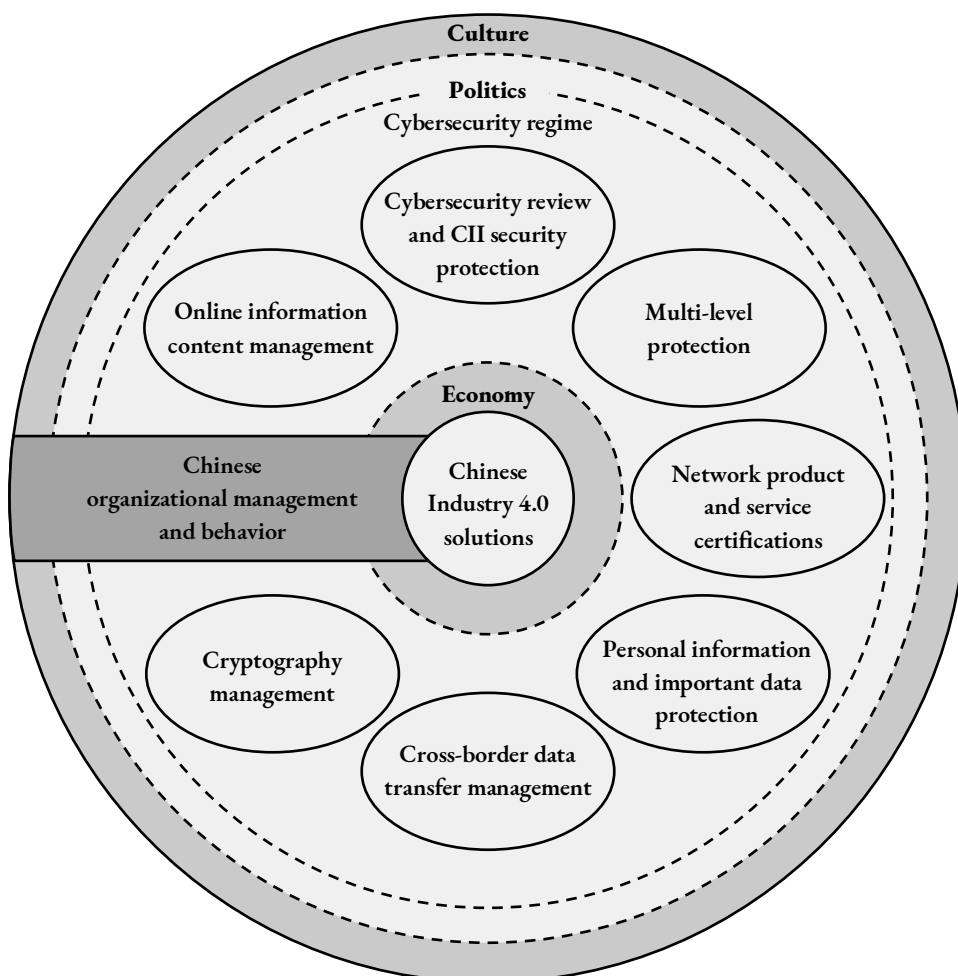 Culture
Politics
Cybersecurity regime
Cybersecurity review
and CII security
protection
Online information
content management
Multi-level
protection
Economy
Chinese
organizational management
and behavior
Chinese
Industry 4.0
solutions
Network product
and service
certifications
Cryptography
management
Personal information
and important data
protection
Cross-border data
transfer management